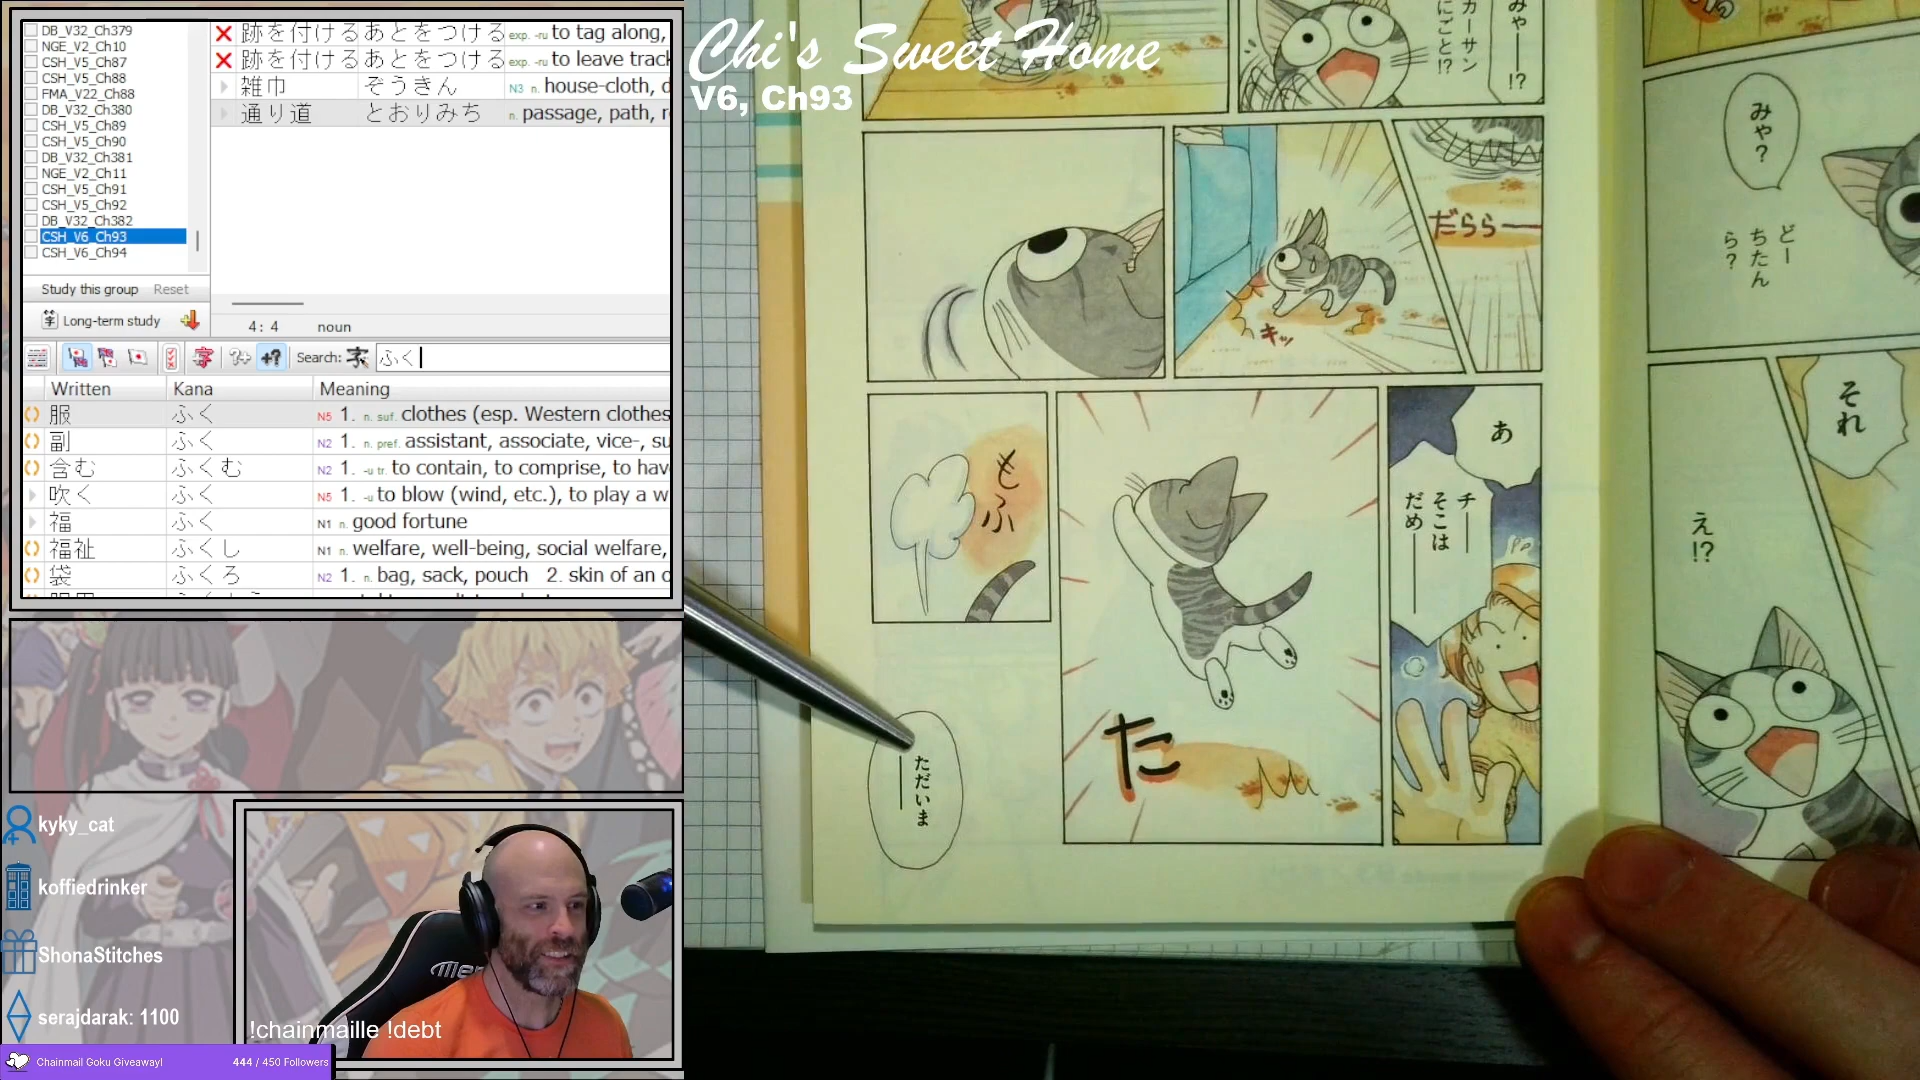 DB_V32_Ch379
NGE_V2_Ch10
CSH_V5_Ch87
CSH_V5_Ch88
FMA_V22_Ch88
DB_V32_Ch380
CSH_V5_Ch89
CSH_V5_Ch90
DB_V32_Ch381
NGE_V2_Ch11
CSH_V5_Ch91
CSH_V5_Ch92
DB_V32_Ch382
CSH_V6_Ch93
CSH_V6_Ch94
Study this group Reset
Long-term study
跡を付ける あとをつける exp. -ru to tag along,
跡を付ける あとをつける exp. -ru to leave track
雑巾 ぞうきん N3 n. house-cloth, d
通り道 とおりみち n. passage, path, r
4: 4 noun
Search: ふく
Written Kana Meaning
服 ふく N5 1. n. suf. clothes (esp. Western clothes
副 ふく N2 1. n. pref. assistant, associate, vice-, su
含む ふくむ N2 1. -u tr. to contain, to comprise, to hav
吹く ふく N5 1. -u to blow (wind, etc.), to play a w
福 ふく N1 n. good fortune
福祉 ふくし N1 n. welfare, well-being, social welfare,
袋 ふくろ N2 1. n. bag, sack, pouch 2. skin of an o
kyky_cat
koffiedrinker
ShonaStitches
serajdarak: 1100
Chainmail Goku Giveaway! 444 / 450 Followers
!chainmaille !debt
Chi's Sweet Home
V6, Ch93
みゃーー!?
カーサン
にごと!?
だららー
キッ
あ
チーー
そこは
だめーー
た
もふ
ただいま
ーー
みゃ?
どー
ちたん
ら?
それ
え!?